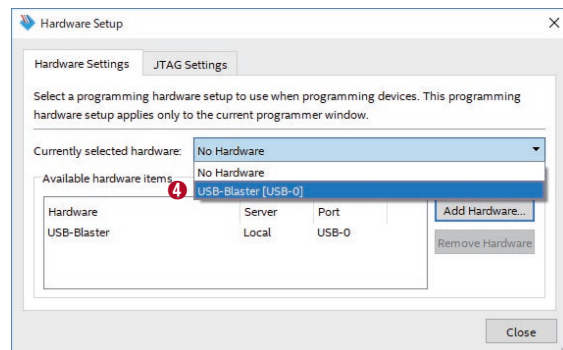 Hardware Setup
Hardware Settings
JTAG Settings
Select a programming hardware setup to use when programming devices. This programming
hardware setup applies only to the current programmer window.
Currently selected hardware:
No Hardware
No Hardware
USB-Blaster [USB-0]
Available hardware items
4
Hardware Server Port
USB-Blaster Local USB-0
Add Hardware...
Remove Hardware
Close